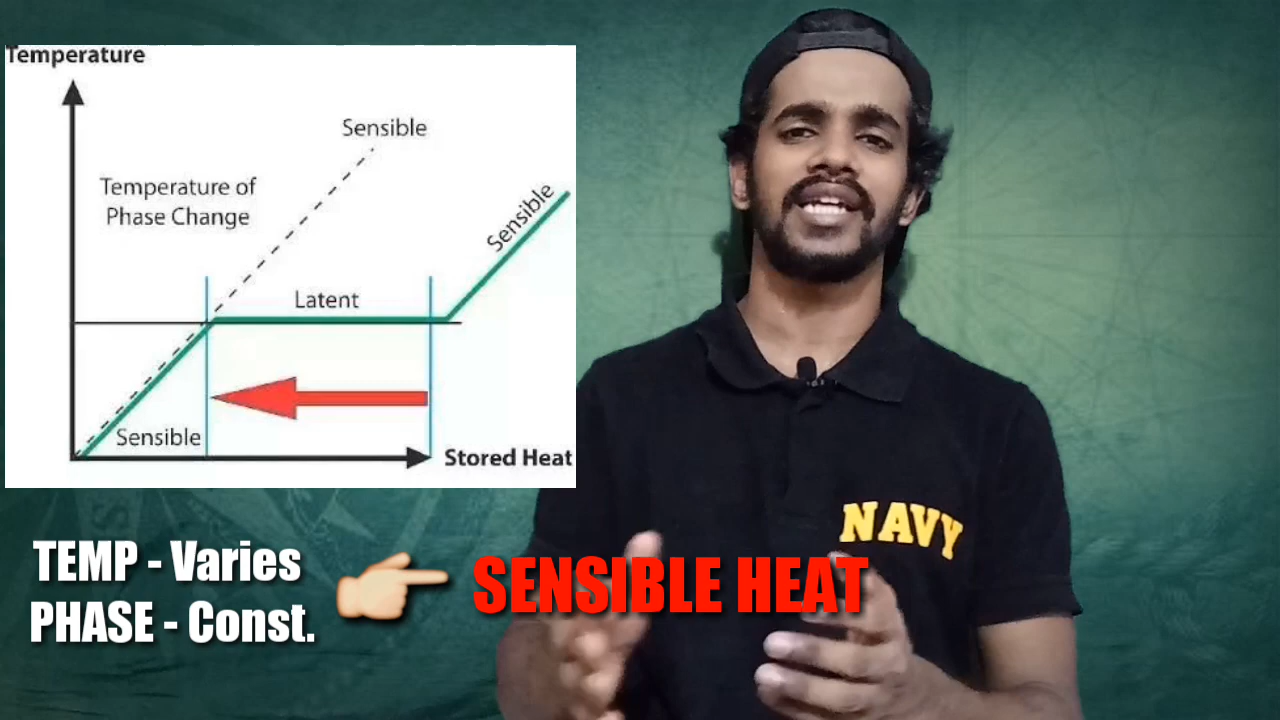 Temperature
Sensible
Temperature of
Phase Change
Sensible
Latent
Sensible
Stored Heat
NAVY
TEMP - Varies
PHASE - Const.
SENSIBLE HEAT